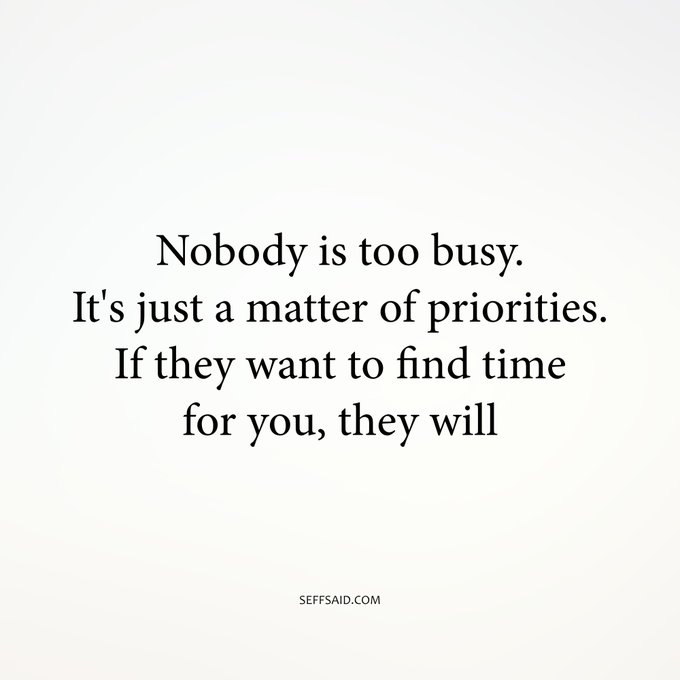 Nobody is too busy.
It's just a matter of priorities.
If they want to find time
for you, they will
SEFFSAID.COM